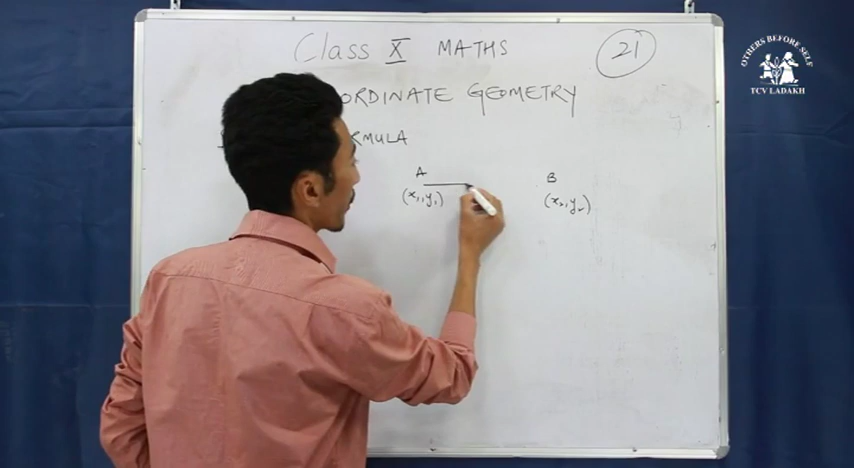 Class X MATHS
21
ORDINATE GEOMETRY
RMULA
A
B
(x₁, y₁)
(x₂, y₂)
OTHERS BEFORE SELF
TCV LADAKH